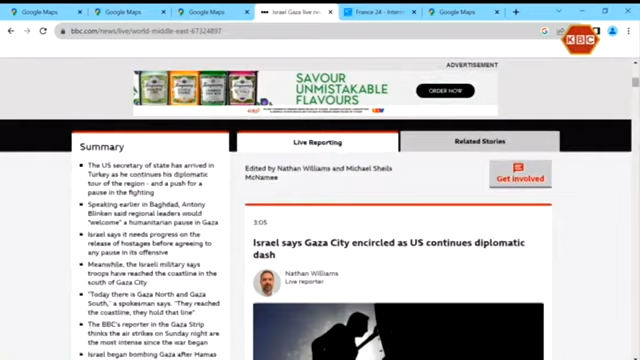 Google Maps
Google Maps
Google Maps
Israel Gaza live ne
France 24 - Intern
Google Maps
bbc.com/news/live/world-middle-east-67324897
KBC
ADVERTISEMENT
SAVOUR
UNMISTAKABLE
FLAVOURS
ORDER NOW
Summary
Live Reporting
Related Stories
The US secretary of state has arrived in
Turkey as he continues his diplomatic
tour of the region - and a push for a
pause in the fighting
Speaking earlier in Baghdad, Antony
Blinken said regional leaders would
"welcome" a humanitarian pause in Gaza
Israel says it needs progress on the
release of hostages before agreeing to
any pause in its offensive
Meanwhile, the Israeli military says
troops have reached the coastline in the
south of Gaza City
"Today there is Gaza North and Gaza
South," a spokesman says. "They reached
the coastline, they hold that line"
The BBC's reporter in the Gaza Strip
thinks the air strikes on Sunday night are
the most intense since the war began
Israel began bombing Gaza after Hamas
Edited by Nathan Williams and Michael Sheils
McNamee
Get involved
3:05
Israel says Gaza City encircled as US continues diplomatic
dash
Nathan Williams
Live reporter